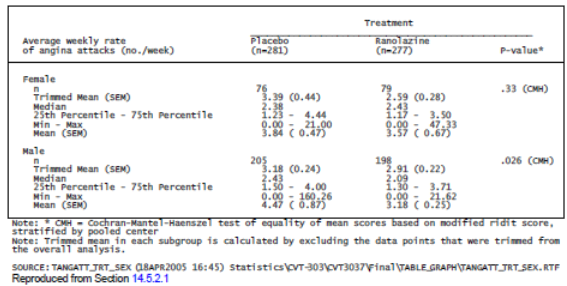 Treatment
Average weekly rate Placebo Ranolazine
of angina attacks (no./week) (n=281) (n=277) P-value*
Female
n 76 79 .33 (CMH)
Trimmed Mean (SEM) 3.39 (0.44) 2.59 (0.28)
Median 2.38 2.43
25th Percentile - 75th Percentile 1.23 - 4.44 1.17 - 3.50
Min - Max 0.00 - 21.00 0.00 - 47.33
Mean (SEM) 3.84 ( 0.47) 3.57 ( 0.67)
Male
n 205 198 .026 (CMH)
Trimmed Mean (SEM) 3.18 (0.24) 2.91 (0.22)
Median 2.43 2.09
25th Percentile - 75th Percentile 1.50 - 4.00 1.30 - 3.71
Min - Max 0.00 - 160.26 0.00 - 21.62
Mean (SEM) 4.47 (0.87) 3.18 ( 0.25)
Note: * CMH = Cochran-Mantel-Haenszel test of equality of mean scores based on modified ridit score,
stratified by pooled center
Note: Trimmed mean in each subgroup is calculated by excluding the data points that were trimmed from
the overall analysis.
SOURCE: TANGATT_TRT_SEX (18APR2005 16:45) Statistics\CVT-303\CVT3037\Final\TABLE_GRAPH\TANGATT_TRT_SEX.RTF
Reproduced from Section 14.5.2.1